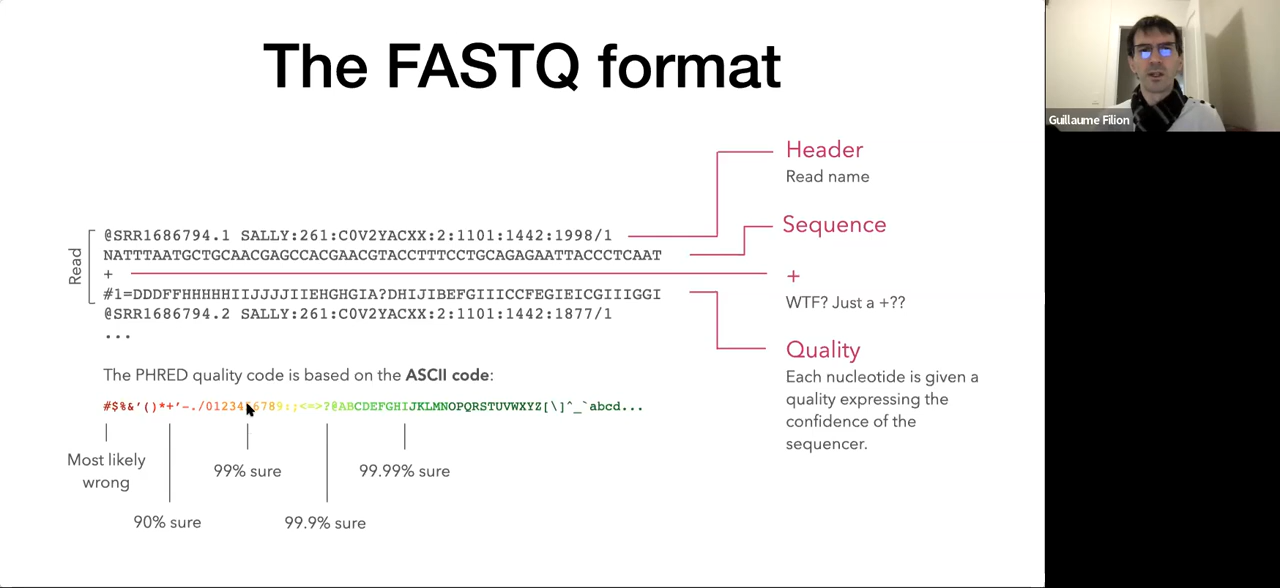 The FASTQ format
Guillaume Filion
Header
Read name
Sequence
+
WTF? Just a +??
Quality
Each nucleotide is given a
quality expressing the
confidence of the
sequencer.
Read
@SRR1686794.1 SALLY:261:C0V2YACXX:2:1101:1442:1998/1
NATTTAATGCTGCAACGAGCCACGAACGTACCTTTCCTGCAGAGAATTACCCTCAAT
+
#1=DDDFFHHHHHIIJJJJJIIEHGHGIA?DHIJIBEFGIIICCFEGIEICGIIIGGI
@SRR1686794.2 SALLY:261:C0V2YACXX:2:1101:1442:1877/1
...
The PHRED quality code is based on the ASCII code:
#$%&'()*+'-./0123456789:;<=>?@ABCDEFGHIJKLMNOPQRSTUVWXYZ[\]^_`abcd...
Most likely
wrong
99% sure
99.99% sure
90% sure
99.9% sure